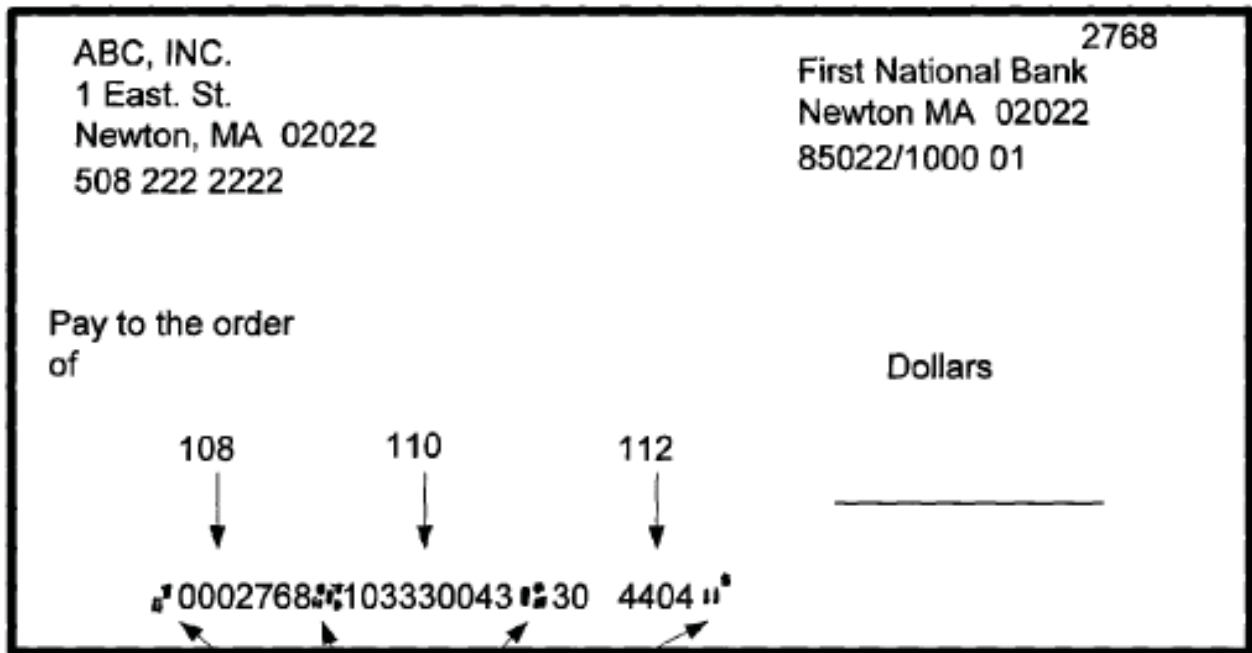 2768
ABC, INC.
1 East. St.
Newton, MA 02022
508 222 2222
First National Bank
Newton MA 02022
85022/1000 01
Pay to the order
of
Dollars
108 110 112
⑈0002768⑆103330043⑆30 4404⑈